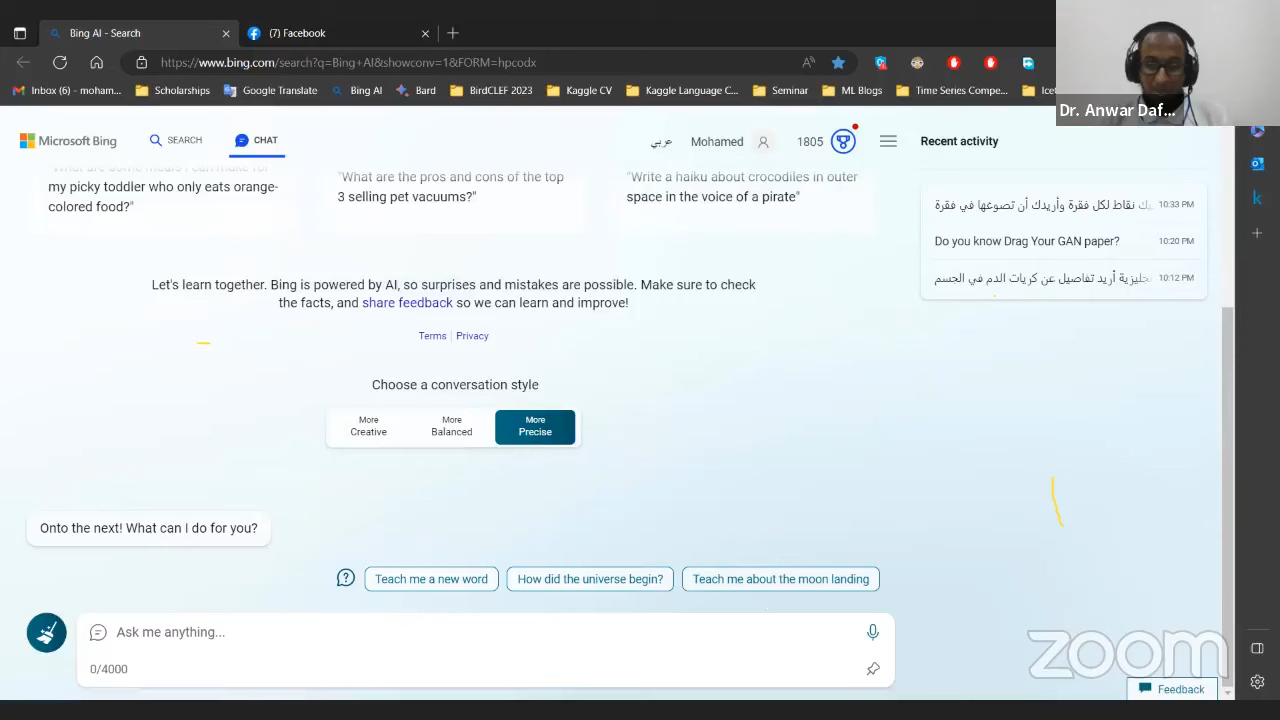 Bing AI - Search
(7) Facebook
https://www.bing.com/search?q=Bing+AI&showconv=1&FORM=hpcodx
Inbox (6) - moham...
Scholarships
Google Translate
Bing AI
Bard
BirdCLEF 2023
Kaggle CV
Kaggle Language C...
Seminar
ML Blogs
Time Series Compe...
Dr. Anwar Daf...
Microsoft Bing
SEARCH
CHAT
عربي
Mohamed
1805
Recent activity
"What are some meals I can make for
my picky toddler who only eats orange-
colored food?"
"What are the pros and cons of the top
3 selling pet vacuums?"
"Write a haiku about crocodiles in outer
space in the voice of a pirate"
نقاط لكل فقرة وأريدك أن تصوغها في فقرة 10:33 PM
Do you know Drag Your GAN paper? 10:20 PM
أريد تفاصيل عن كريات الدم في الجسم 10:12 PM
Let's learn together. Bing is powered by AI, so surprises and mistakes are possible. Make sure to check
the facts, and share feedback so we can learn and improve!
Terms | Privacy
Choose a conversation style
More Creative
More Balanced
More Precise
Onto the next! What can I do for you?
Teach me a new word
How did the universe begin?
Teach me about the moon landing
Ask me anything...
0/4000
zoom
Feedback